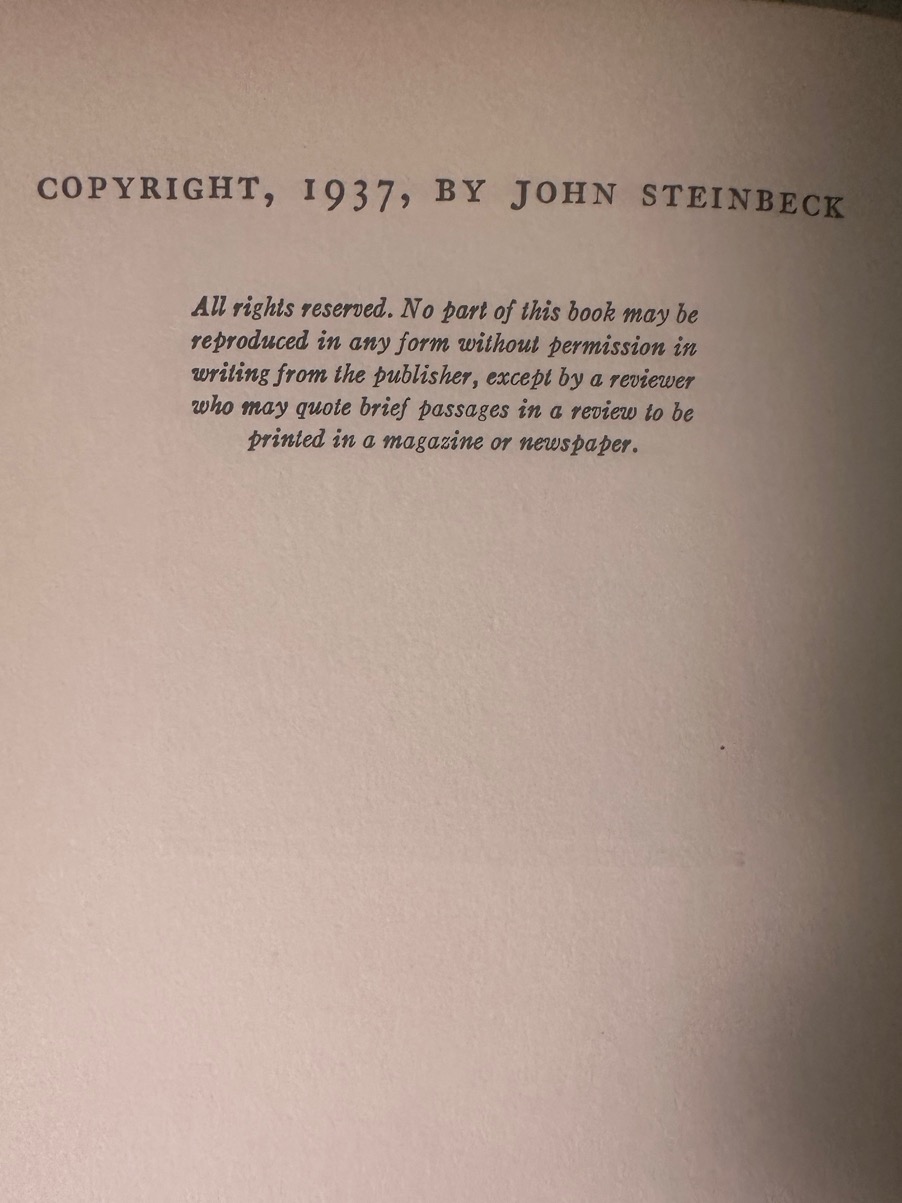 COPYRIGHT, 1937, BY JOHN STEINBECK
All rights reserved. No part of this book may be
reproduced in any form without permission in
writing from the publisher, except by a reviewer
who may quote brief passages in a review to be
printed in a magazine or newspaper.